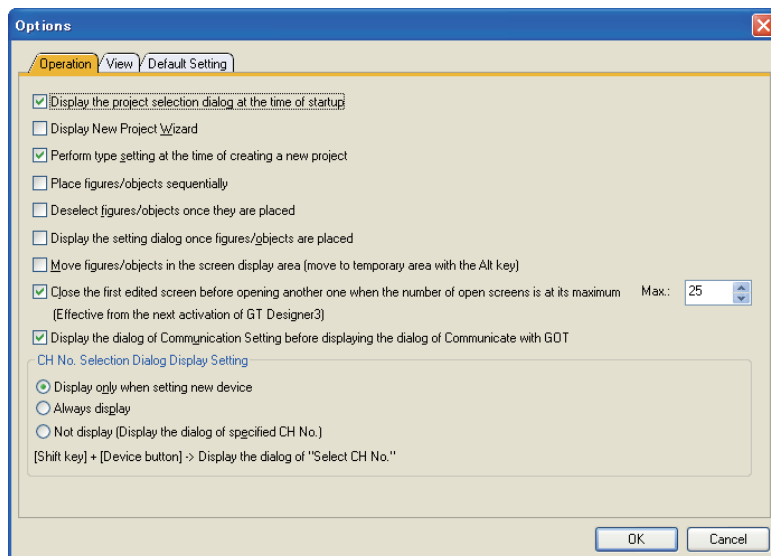 Options
Operation View Default Setting
Display the project selection dialog at the time of startup
Display New Project Wizard
Perform type setting at the time of creating a new project
Place figures/objects sequentially
Deselect figures/objects once they are placed
Display the setting dialog once figures/objects are placed
Move figures/objects in the screen display area (move to temporary area with the Alt key)
Close the first edited screen before opening another one when the number of open screens is at its maximum Max.: 25
(Effective from the next activation of GT Designer3)
Display the dialog of Communication Setting before displaying the dialog of Communicate with GOT
CH No. Selection Dialog Display Setting
Display only when setting new device
Always display
Not display (Display the dialog of specified CH No.)
[Shift key] + [Device button] -> Display the dialog of "Select CH No."
OK Cancel